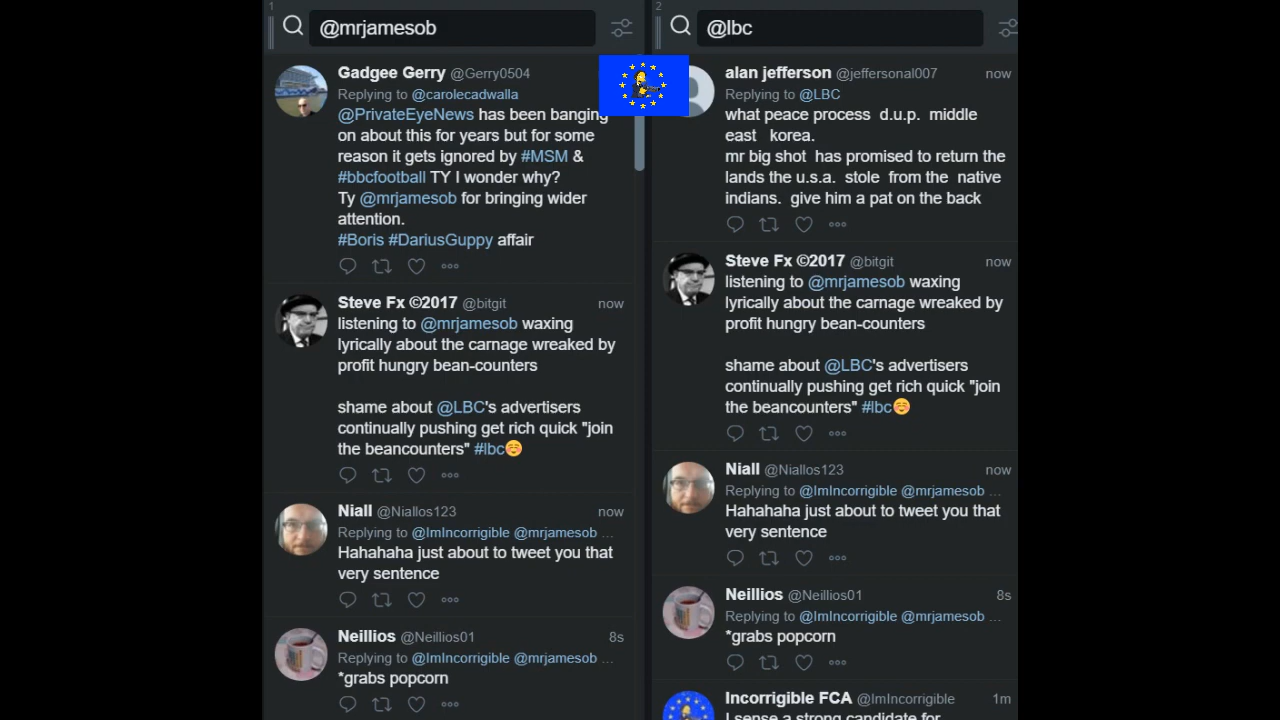 1
@mrjamesob
Gadgee Gerry @Gerry0504
Replying to @carolecadwalla
@PrivateEyeNews has been banging
on about this for years but for some
reason it gets ignored by #MSM &
#bbcfootball TY I wonder why?
Ty @mrjamesob for bringing wider
attention.
#Boris #DariusGuppy affair
Steve Fx ©2017 @bitgit now
listening to @mrjamesob waxing
lyrically about the carnage wreaked by
profit hungry bean-counters
shame about @LBC's advertisers
continually pushing get rich quick "join
the beancounters" #lbc☺️
Niall @Niallos123 now
Replying to @ImIncorrigible @mrjamesob ...
Hahahaha just about to tweet you that
very sentence
Neillios @Neillios01 8s
Replying to @ImIncorrigible @mrjamesob ...
*grabs popcorn
2
@lbc
alan jefferson @jeffersonal007 now
Replying to @LBC
what peace process d.u.p. middle
east korea.
mr big shot has promised to return the
lands the u.s.a. stole from the native
indians. give him a pat on the back
Steve Fx ©2017 @bitgit now
listening to @mrjamesob waxing
lyrically about the carnage wreaked by
profit hungry bean-counters
shame about @LBC's advertisers
continually pushing get rich quick "join
the beancounters" #lbc☺️
Niall @Niallos123 now
Replying to @ImIncorrigible @mrjamesob ...
Hahahaha just about to tweet you that
very sentence
Neillios @Neillios01 8s
Replying to @ImIncorrigible @mrjamesob ...
*grabs popcorn
Incorrigible FCA @ImIncorrigible 1m
I sense a strong candidate for